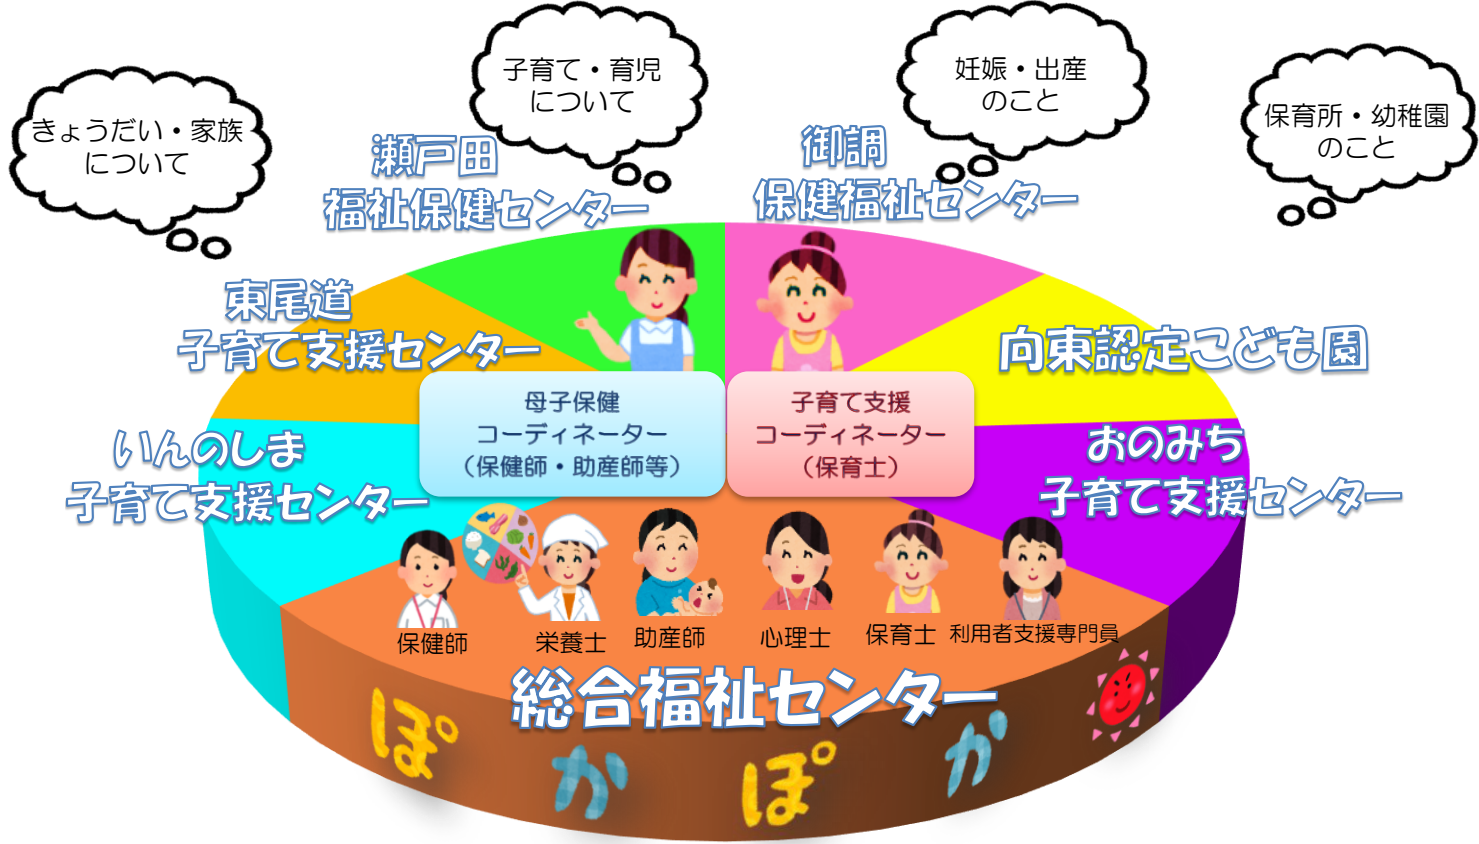 きょうだい・家族
について
子育て・育児
について
妊娠・出産
のこと
保育所・幼稚園
のこと
瀬戸田
福祉保健センター
御調
保健福祉センター
東尾道
子育て支援センター
向東認定こども園
いんのしま
子育て支援センター
おのみち
子育て支援センター
母子保健
コーディネーター
（保健師・助産師等）
子育て支援
コーディネーター
（保育士）
保健師
栄養士
助産師
心理士
保育士
利用者支援専門員
総合福祉センター
ぽかぽか